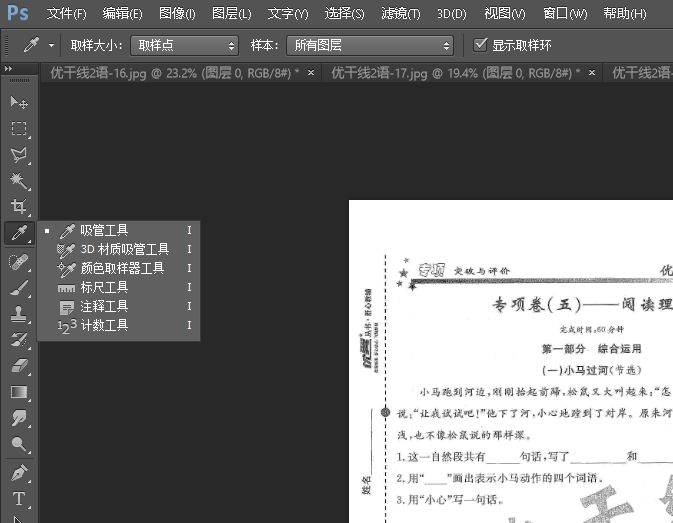 Ps 文件(F) 编辑(E) 图像(I) 图层(L) 文字(Y) 选择(S) 滤镜(T) 3D(D) 视图(V) 窗口(W) 帮助(H)
取样大小: 取样点 样本: 所有图层 显示取样环
优干线2语-16.jpg @ 23.2% (图层 0, RGB/8#) * × 优干线2语-17.jpg @ 19.4% (图层 0, RGB/8#) * × 优干线2语-
吸管工具 I
3D 材质吸管工具 I
颜色取样器工具 I
标尺工具 I
注释工具 I
计数工具 I
专项 突破与评价 优
专项卷(五)——阅读理
完成时间:60分钟
第一部分 综合运用
(一)小马过河(节选)
小马跑到河边,刚刚抬起前蹄,松鼠又大叫起来:“怎
说:“让我试试吧!”他下了河,小心地蹚到了对岸。原来河
浅,也不像松鼠说的那样深。
1.这一自然段共有______句话,写了________和
2.用“____”画出表示小马动作的四个词语。
3.用“小心”写一句话。
姓名